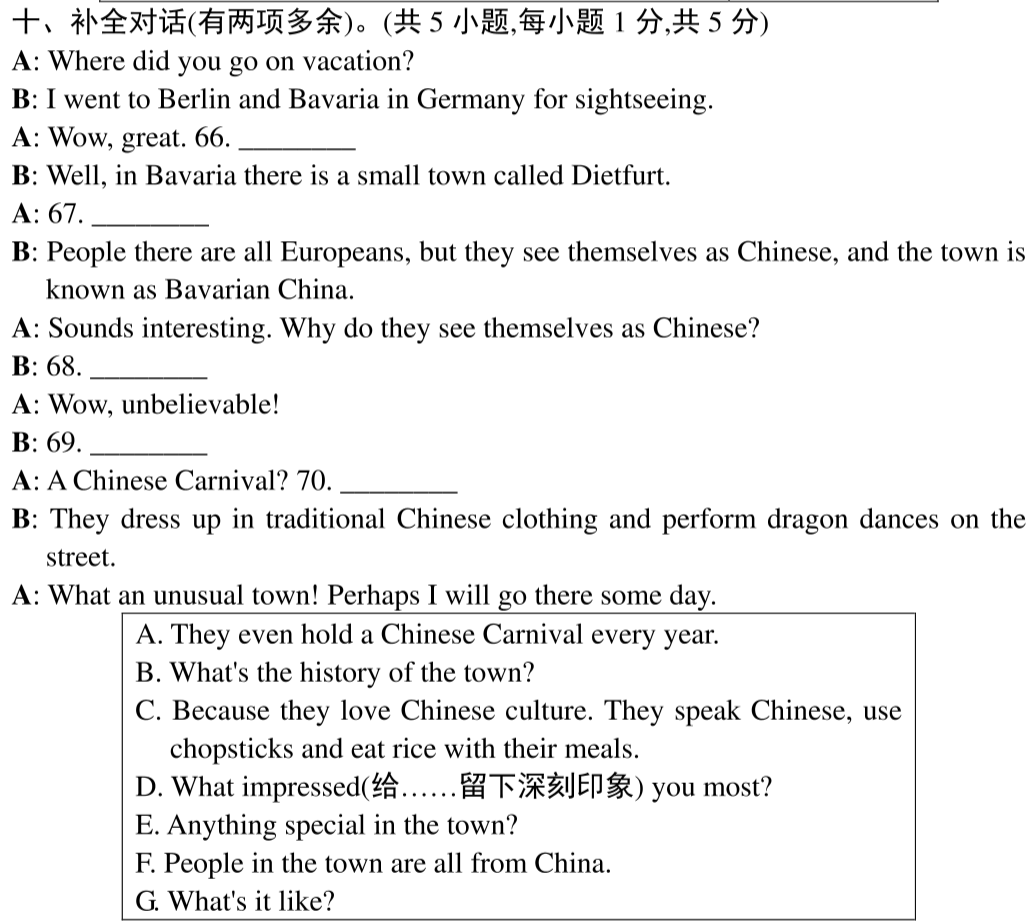 十、补全对话(有两项多余)。(共 5 小题,每小题 1 分,共 5 分)
A: Where did you go on vacation?
B: I went to Berlin and Bavaria in Germany for sightseeing.
A: Wow, great. 66. ________
B: Well, in Bavaria there is a small town called Dietfurt.
A: 67. ________
B: People there are all Europeans, but they see themselves as Chinese, and the town is
known as Bavarian China.
A: Sounds interesting. Why do they see themselves as Chinese?
B: 68. ________
A: Wow, unbelievable!
B: 69. ________
A: A Chinese Carnival? 70. ________
B: They dress up in traditional Chinese clothing and perform dragon dances on the
street.
A: What an unusual town! Perhaps I will go there some day.
A. They even hold a Chinese Carnival every year.
B. What's the history of the town?
C. Because they love Chinese culture. They speak Chinese, use
chopsticks and eat rice with their meals.
D. What impressed(给……留下深刻印象) you most?
E. Anything special in the town?
F. People in the town are all from China.
G. What's it like?